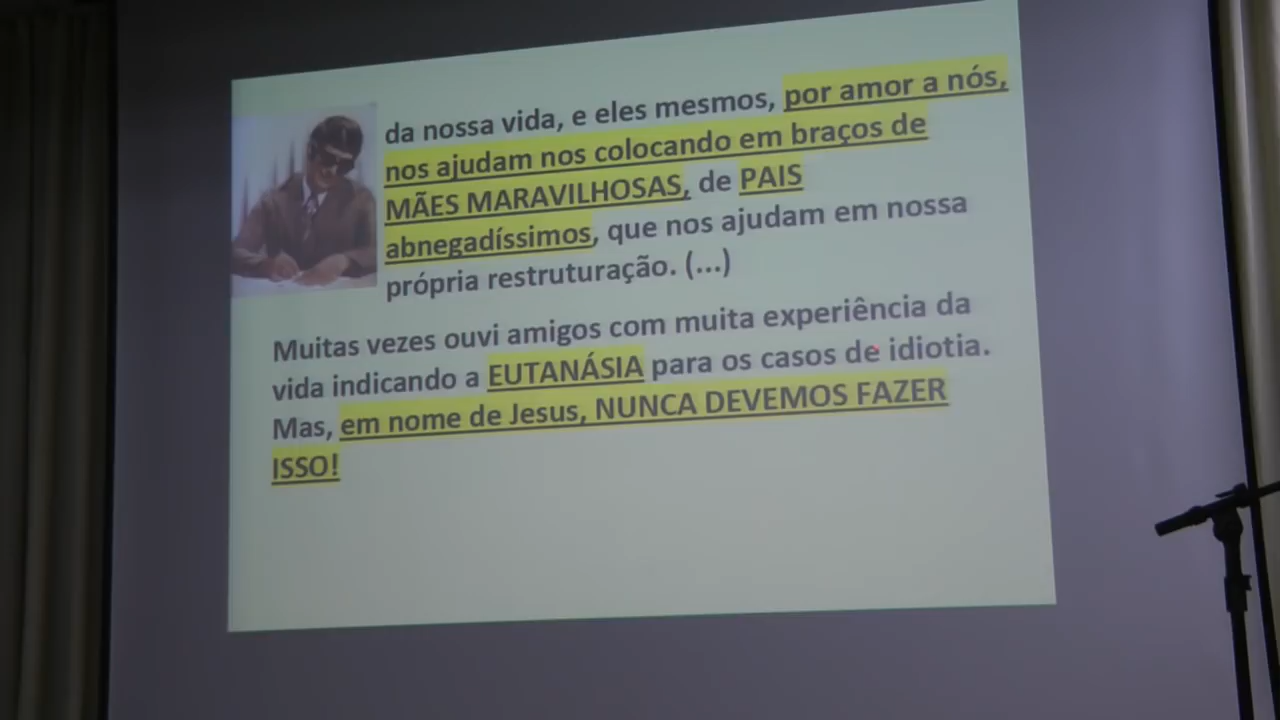 da nossa vida, e eles mesmos, por amor a nós,
nos ajudam nos colocando em braços de
MÃES MARAVILHOSAS, de PAIS
abnegadíssimos, que nos ajudam em nossa
própria restruturação. (...)
Muitas vezes ouvi amigos com muita experiência da
vida indicando a EUTANÁSIA para os casos de idiotia.
Mas, em nome de Jesus, NUNCA DEVEMOS FAZER
ISSO!